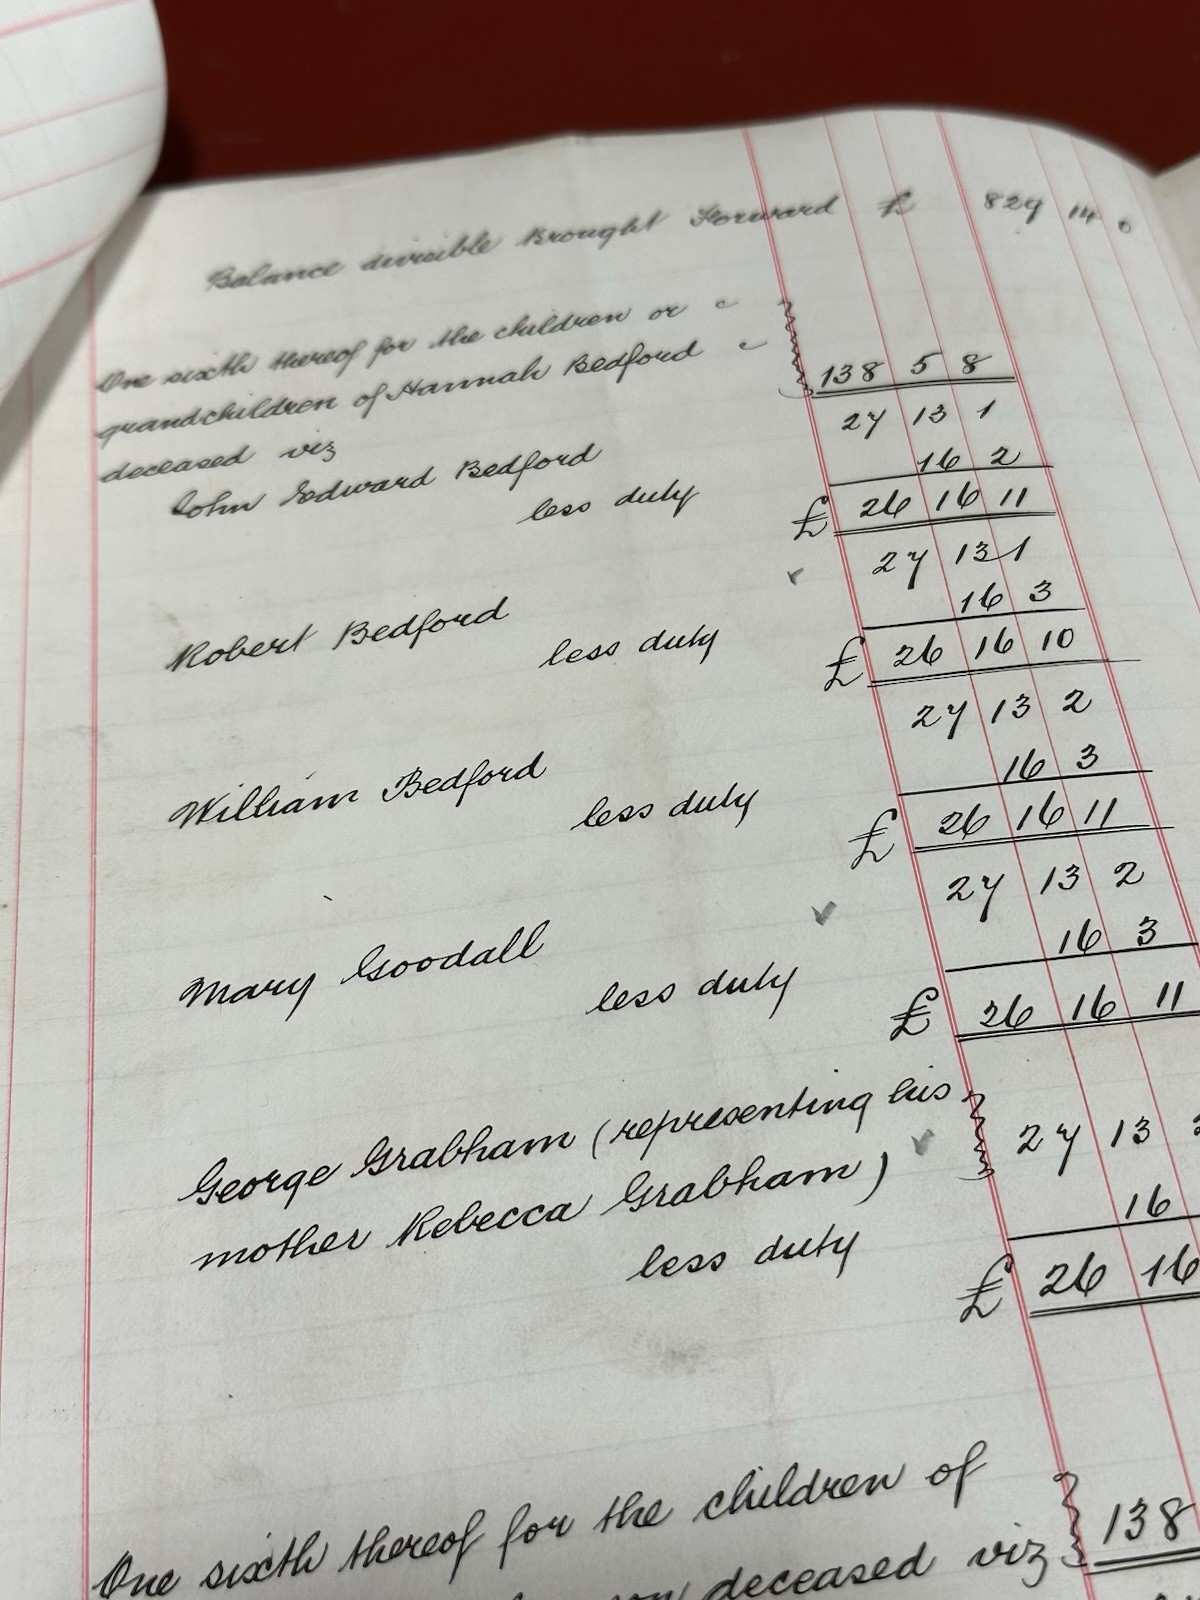 Balance divisible Brought Forward £ 829 14 0
One sixth thereof for the children or
grandchildren of Hannah Bedford 138 5 8
deceased viz
John Edward Bedford 27 13 1
less duty 16 2
£ 26 16 11
Robert Bedford 27 13 1
less duty 16 3
£ 26 16 10
William Bedford 27 13 2
less duty 16 3
£ 26 16 11
Mary Goodall 27 13 2
less duty 16 3
£ 26 16 11
George Grabham (representing his
mother Rebecca Grabham) 27 13
less duty 16
£ 26 16
One sixth thereof for the children of
deceased viz 138